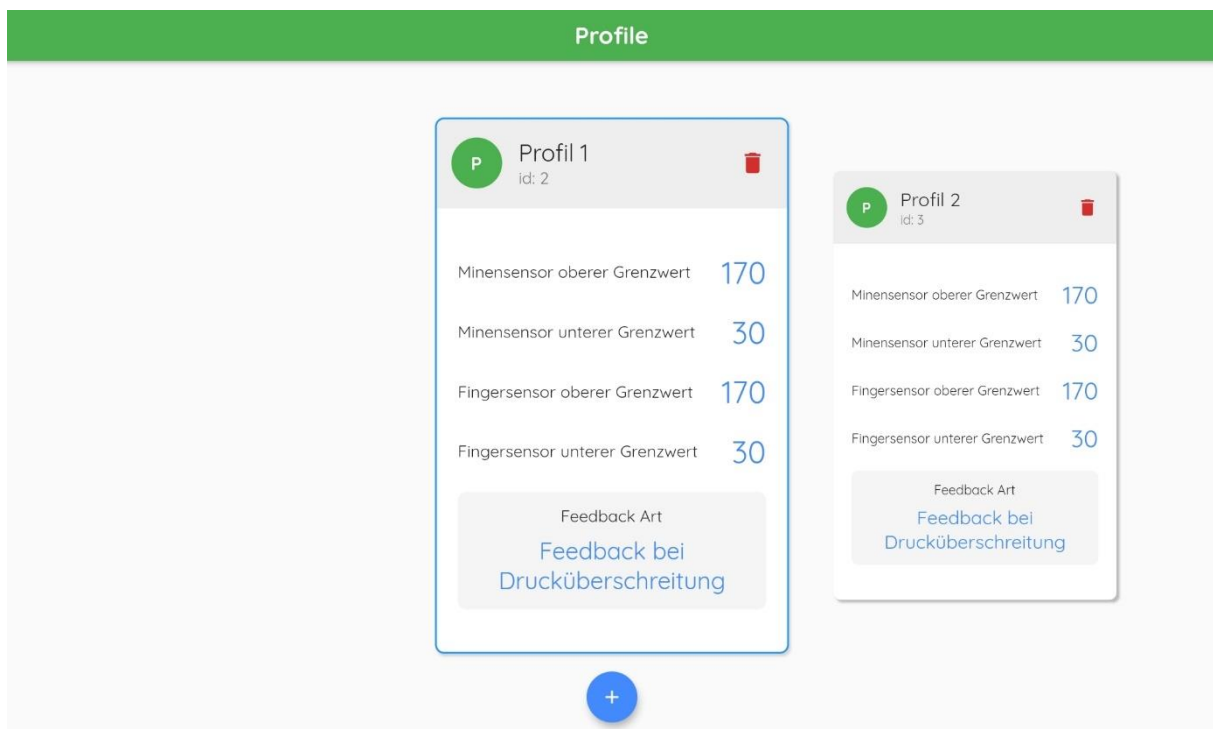 Profile
P
Profil 1
id: 2
Minensensor oberer Grenzwert 170
Minensensor unterer Grenzwert 30
Fingersensor oberer Grenzwert 170
Fingersensor unterer Grenzwert 30
Feedback Art
Feedback bei
Drucküberschreitung
P
Profil 2
id: 3
Minensensor oberer Grenzwert 170
Minensensor unterer Grenzwert 30
Fingersensor oberer Grenzwert 170
Fingersensor unterer Grenzwert 30
Feedback Art
Feedback bei
Drucküberschreitung
+